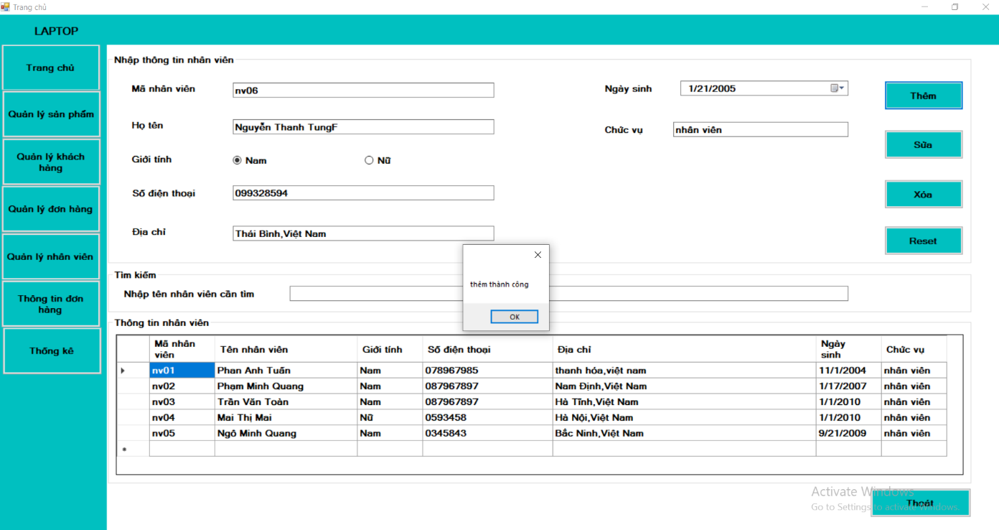 Trang chủ
LAPTOP
Trang chủ
Quản lý sản phẩm
Quản lý khách
hàng
Quản lý đơn hàng
Quản lý nhân viên
Thông tin đơn
hàng
Thống kê
Nhập thông tin nhân viên
Mã nhân viên
nv06
Họ tên
Nguyễn Thanh TungF
Giới tính
Nam
Nữ
Số điện thoại
099328594
Địa chỉ
Thái Bình,Việt Nam
Ngày sinh
1/21/2005
Chức vụ
nhân viên
Thêm
Sửa
Xóa
Reset
thêm thành công
OK
Tìm kiếm
Nhập tên nhân viên cần tìm
Thông tin nhân viên
Mã nhân
viên
Tên nhân viên
Giới tính
Số điện thoại
Địa chỉ
Ngày
sinh
Chức vụ
nv01 Phan Anh Tuấn Nam 078967985 thanh hóa,việt nam 11/1/2004 nhân viên
nv02 Phạm Minh Quang Nam 087967897 Nam Định,Việt Nam 1/17/2007 nhân viên
nv03 Trần Văn Toàn Nam 087967897 Hà Tĩnh,Việt Nam 1/1/2010 nhân viên
nv04 Mai Thị Mai Nữ 0593458 Hà Nội,Việt Nam 1/1/2010 nhân viên
nv05 Ngô Minh Quang Nam 0345843 Bắc Ninh,Việt Nam 9/21/2009 nhân viên
Activate Windows
Go to Settings to activate Windows.
Thoát